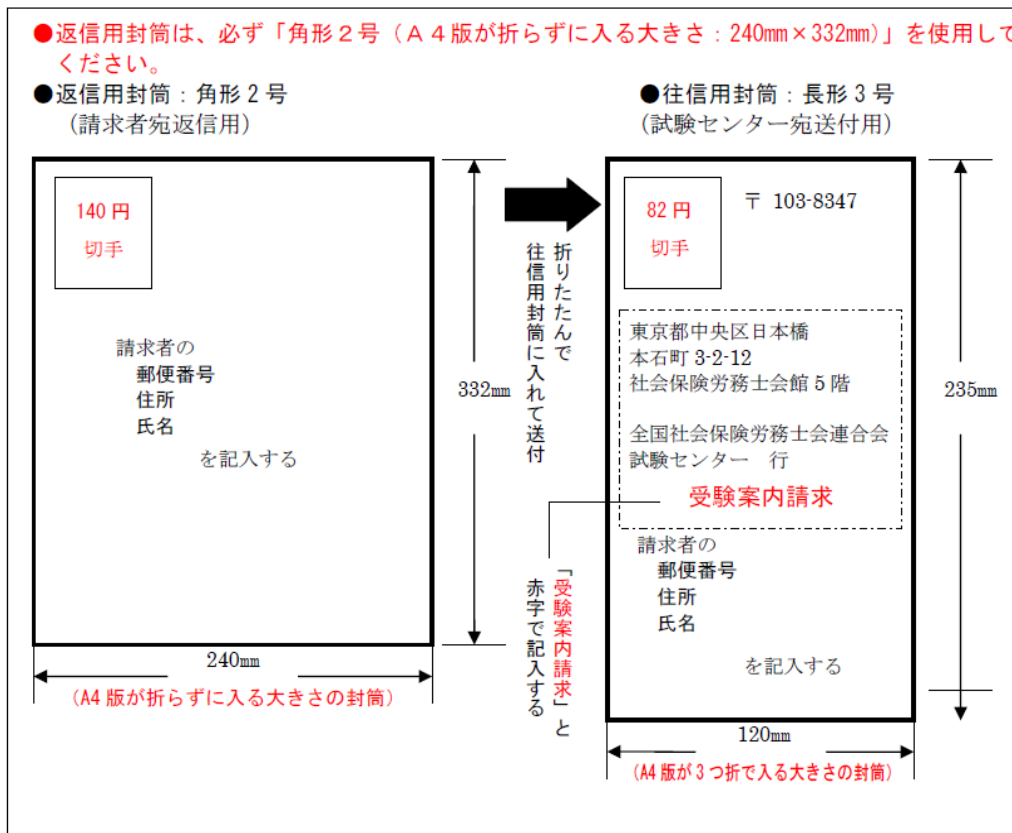 ●返信用封筒は、必ず「角形２号（Ａ４版が折らずに入る大きさ：240mm×332mm）」を使用して
ください。
●返信用封筒：角形２号
（請求者宛返信用）
140 円
切手
請求者の
郵便番号
住所
氏名
を記入する
332mm
240mm
（A4 版が折らずに入る大きさの封筒）
折りたたんで
往信用封筒に入れて送付
●往信用封筒：長形３号
（試験センター宛送付用）
82 円
切手
〒 103-8347
東京都中央区日本橋
本石町 3-2-12
社会保険労務士会館 5 階
全国社会保険労務士会連合会
試験センター　行
受験案内請求
請求者の
郵便番号
住所
氏名
を記入する
「受験案内請求」と
赤字で記入する
235mm
120mm
（A4 版が 3 つ折で入る大きさの封筒）